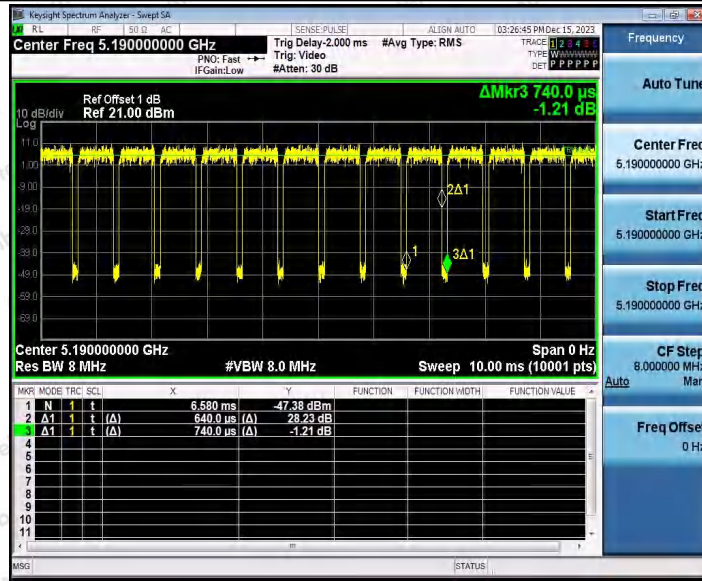 Keysight Spectrum Analyzer - Swept SA
RL RF 50 Ω AC SENSE:PULSE ALIGN AUTO 03:26:45 PM Dec 15, 2023
Center Freq 5.190000000 GHz
PNO: Fast
IFGain:Low
Trig Delay-2.000 ms
Trig: Video
#Atten: 30 dB
#Avg Type: RMS
TRACE 1 2 3 4 5 6
TYPE W
DET P P P P P P
ΔMkr3 740.0 µs
-1.21 dB
10 dB/div
Log
Ref Offset 1 dB
Ref 21.00 dBm
11.0
1.00
-9.00
-19.0
-29.0
-39.0
-49.0
-59.0
-69.0
2Δ1
1
3Δ1
Center 5.190000000 GHz Span 0 Hz
Res BW 8 MHz #VBW 8.0 MHz Sweep 10.00 ms (10001 pts)
MKR MODE TRC SCL X Y FUNCTION FUNCTION WIDTH FUNCTION VALUE
1 N 1 t 6.580 ms -47.38 dBm
2 Δ1 1 t (Δ) 640.0 µs (Δ) 28.23 dB
3 Δ1 1 t (Δ) 740.0 µs (Δ) -1.21 dB
4
5
6
7
8
9
10
11
MSG STATUS
Frequency
Auto Tune
Center Freq
5.190000000 GHz
Start Freq
5.190000000 GHz
Stop Freq
5.190000000 GHz
CF Step
8.000000 MHz
Auto Man
Freq Offset
0 Hz